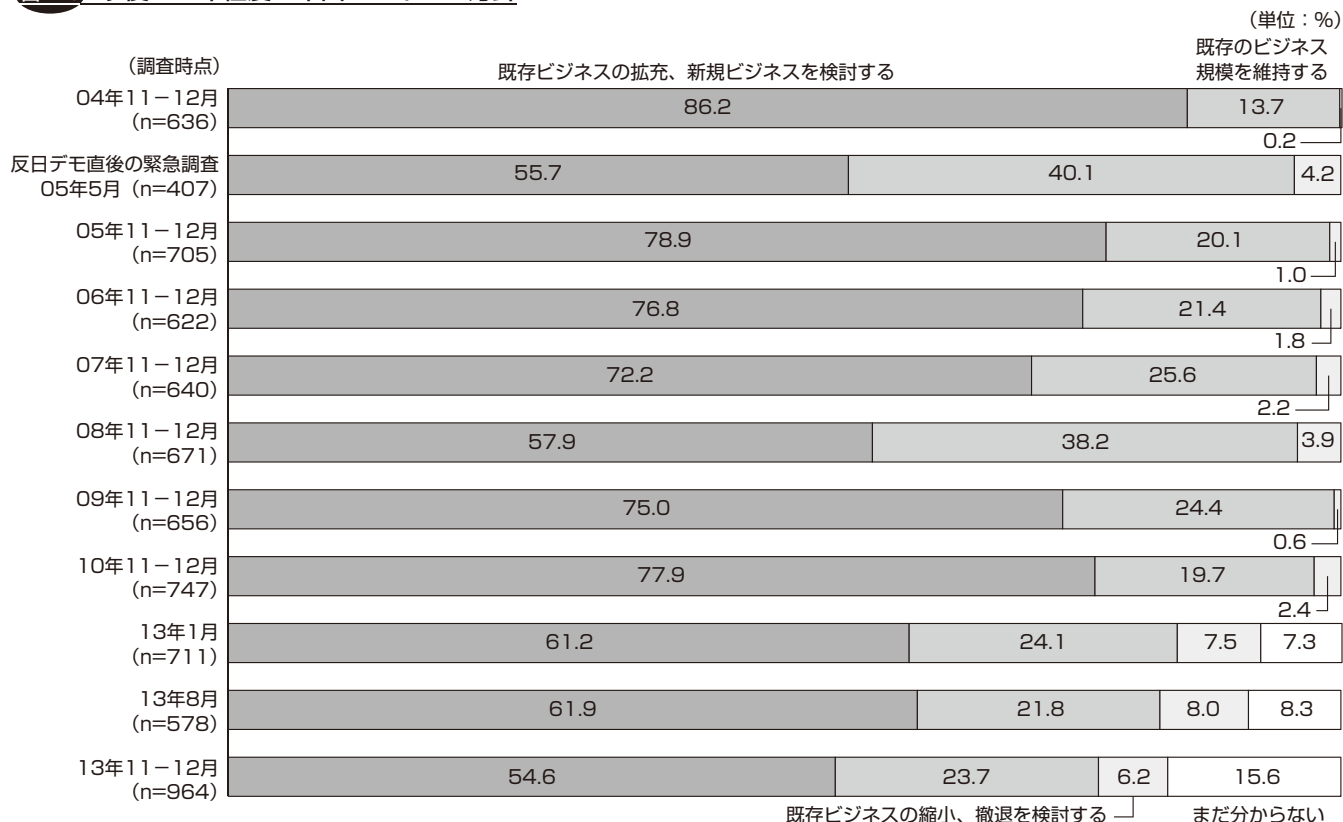 （単位：%）
既存のビジネス
（調査時点） 既存ビジネスの拡充、新規ビジネスを検討する 規模を維持する
04年11－12月
（n=636）
86.2 13.7
0.2
反日デモ直後の緊急調査
05年5月（n=407）
55.7 40.1 4.2
05年11－12月
（n=705）
78.9 20.1
1.0
06年11－12月
（n=622）
76.8 21.4
1.8
07年11－12月
（n=640）
72.2 25.6
2.2
08年11－12月
（n=671）
57.9 38.2 3.9
09年11－12月
（n=656）
75.0 24.4
0.6
10年11－12月
（n=747）
77.9 19.7
2.4
13年1月
（n=711）
61.2 24.1 7.5 7.3
13年8月
（n=578）
61.9 21.8 8.0 8.3
13年11－12月
（n=964）
54.6 23.7 6.2 15.6
既存ビジネスの縮小、撤退を検討する まだ分からない